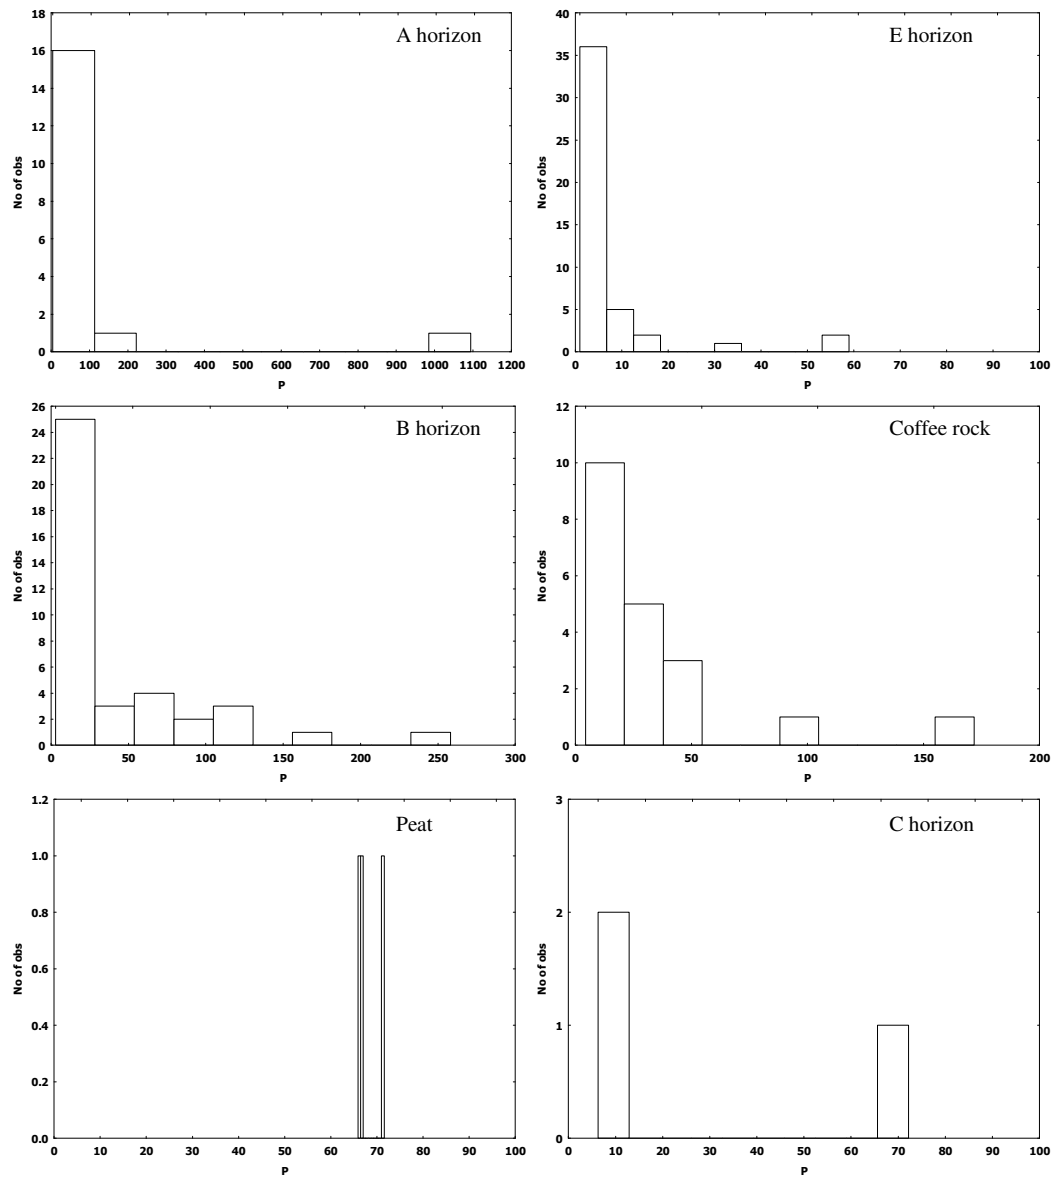 A horizon
18
16
14
12
10
8
6
4
2
0
No of obs
0 100 200 300 400 500 600 700 800 900 1000 1100 1200
P
E horizon
40
35
30
25
20
15
10
5
0
No of obs
0 10 20 30 40 50 60 70 80 90 100
P
B horizon
26
24
22
20
18
16
14
12
10
8
6
4
2
0
No of obs
0 50 100 150 200 250 300
P
Coffee rock
12
10
8
6
4
2
0
No of obs
0 50 100 150 200
P
Peat
1.2
1.0
0.8
0.6
0.4
0.2
0.0
No of obs
0 10 20 30 40 50 60 70 80 90 100
P
C horizon
3
2
1
0
No of obs
0 10 20 30 40 50 60 70 80 90 100
P